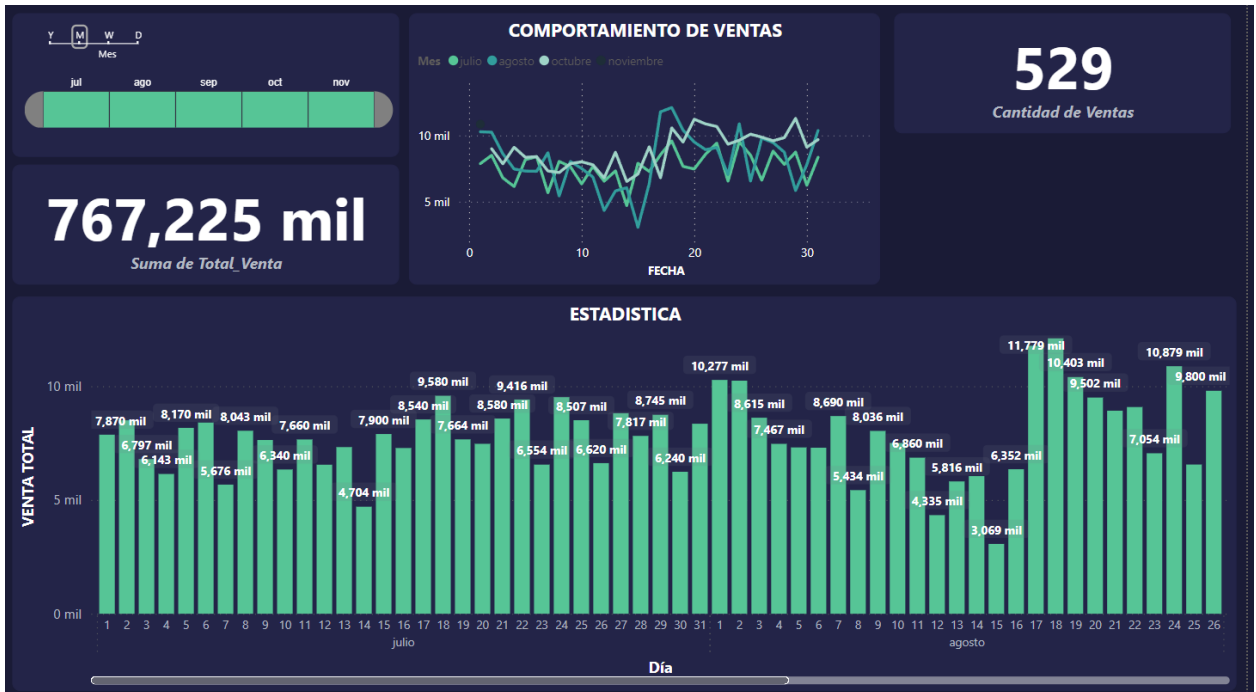 Y M W D
Mes
jul ago sep oct nov
767,225 mil
Suma de Total_Venta
COMPORTAMIENTO DE VENTAS
Mes julio agosto octubre noviembre
10 mil
5 mil
0 10 20 30
FECHA
529
Cantidad de Ventas
ESTADISTICA
VENTA TOTAL
10 mil
5 mil
0 mil
7,870 mil
6,797 mil
6,143 mil
8,170 mil
5,676 mil
8,043 mil
6,340 mil
7,660 mil
4,704 mil
7,900 mil
8,540 mil
9,580 mil
7,664 mil
8,580 mil
9,416 mil
6,554 mil
8,507 mil
6,620 mil
7,817 mil
8,745 mil
6,240 mil
10,277 mil
8,615 mil
7,467 mil
8,690 mil
5,434 mil
8,036 mil
6,860 mil
4,335 mil
5,816 mil
3,069 mil
6,352 mil
11,779 mil
10,403 mil
9,502 mil
7,054 mil
10,879 mil
9,800 mil
1 2 3 4 5 6 7 8 9 10 11 12 13 14 15 16 17 18 19 20 21 22 23 24 25 26 27 28 29 30 31 1 2 3 4 5 6 7 8 9 10 11 12 13 14 15 16 17 18 19 20 21 22 23 24 25 26
julio agosto
Día